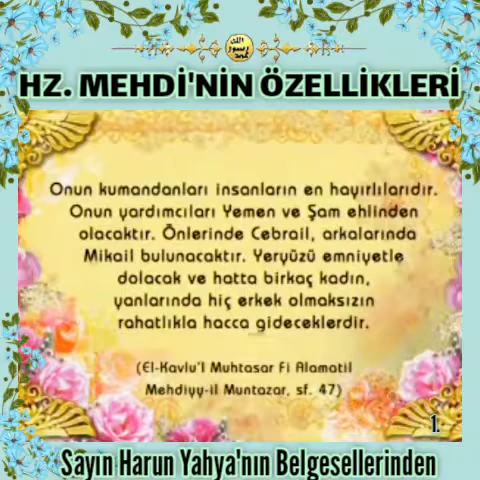 HZ. MEHDİ'NİN ÖZELLİKLERİ
Onun kumandanları insanların en hayırlılarıdır.
Onun yardımcıları Yemen ve Şam ehlinden
olacaktır. Önlerinde Cebrail, arkalarında
Mikail bulunacaktır. Yeryüzü emniyetle
dolacak ve hatta birkaç kadın,
yanlarında hiç erkek olmaksızın
rahatlıkla hacca gideceklerdir.
(El-Kavlu'l Muhtasar Fi Alamatil
Mehdiyy-il Muntazar, sf. 47)
1.
Sayın Harun Yahya'nın Belgesellerinden